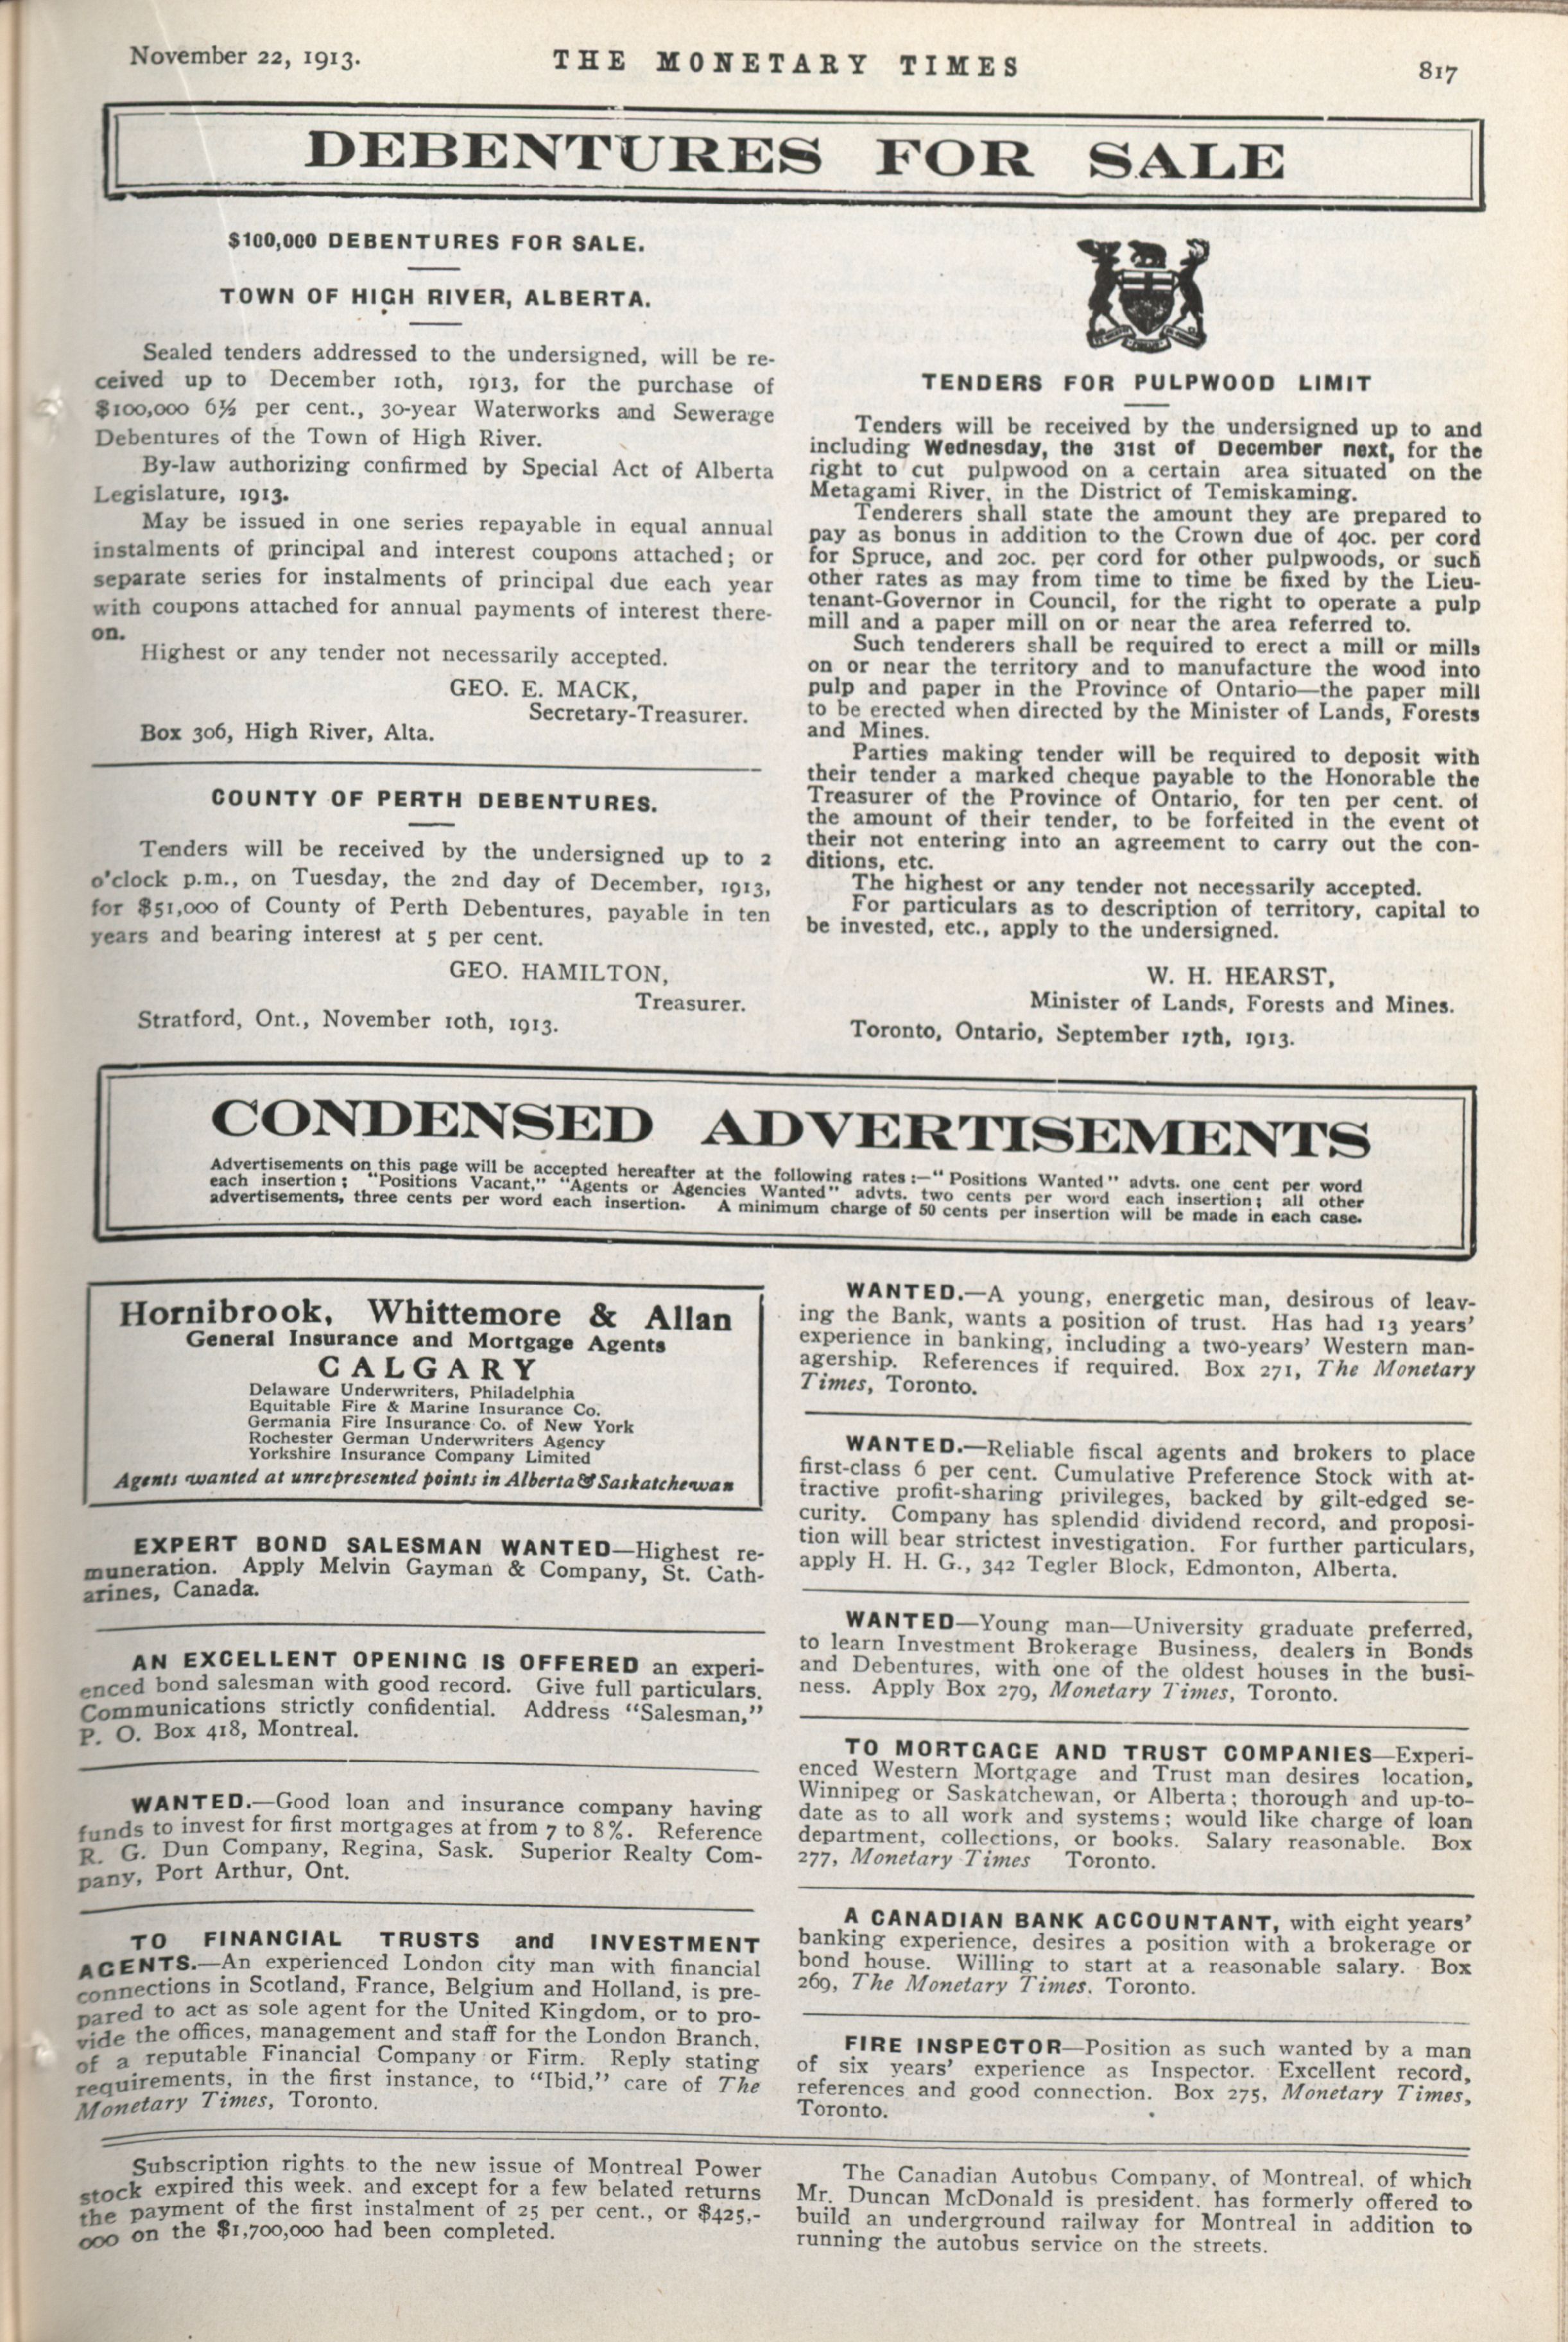 November 22, 1913.
THE MONETARY TIMES
817
DEBENTURES FOR SALE
$100,000 DEBENTURES FOR SALE.
TOWN OF HIGH RIVER, ALBERTA.
Sealed tenders addressed to the undersigned, will be re-
ceived up to December 10th, 1913, for the purchase of
$100,000 6½ per cent., 30-year Waterworks and Sewerage
Debentures of the Town of High River.
By-law authorizing confirmed by Special Act of Alberta
Legislature, 1913.
May be issued in one series repayable in equal annual
instalments of principal and interest coupons attached; or
separate series for instalments of principal due each year
with coupons attached for annual payments of interest there-
on.
Highest or any tender not necessarily accepted.
GEO. E. MACK,
Secretary-Treasurer.
Box 306, High River, Alta.
COUNTY OF PERTH DEBENTURES.
Tenders will be received by the undersigned up to 2
o'clock p.m., on Tuesday, the 2nd day of December, 1913,
for $51,000 of County of Perth Debentures, payable in ten
years and bearing interest at 5 per cent.
GEO. HAMILTON,
Treasurer.
Stratford, Ont., November 10th, 1913.
TENDERS FOR PULPWOOD LIMIT
Tenders will be received by the undersigned up to and
including Wednesday, the 31st of December next, for the
right to cut pulpwood on a certain area situated on the
Metagami River, in the District of Temiskaming.
Tenderers shall state the amount they are prepared to
pay as bonus in addition to the Crown due of 40c. per cord
for Spruce, and 20c. per cord for other pulpwoods, or such
other rates as may from time to time be fixed by the Lieu-
tenant-Governor in Council, for the right to operate a pulp
mill and a paper mill on or near the area referred to.
Such tenderers shall be required to erect a mill or mills
on or near the territory and to manufacture the wood into
pulp and paper in the Province of Ontario—the paper mill
to be erected when directed by the Minister of Lands, Forests
and Mines.
Parties making tender will be required to deposit with
their tender a marked cheque payable to the Honorable the
Treasurer of the Province of Ontario, for ten per cent. of
the amount of their tender, to be forfeited in the event of
their not entering into an agreement to carry out the con-
ditions, etc.
The highest or any tender not necessarily accepted.
For particulars as to description of territory, capital to
be invested, etc., apply to the undersigned.
W. H. HEARST,
Minister of Lands, Forests and Mines.
Toronto, Ontario, September 17th, 1913.
CONDENSED ADVERTISEMENTS
Advertisements on this page will be accepted hereafter at the following rates:—"Positions Wanted" advts. one cent per word
each insertion; "Positions Vacant," "Agents or Agencies Wanted" advts. two cents per word each insertion; all other
advertisements, three cents per word each insertion. A minimum charge of 50 cents per insertion will be made in each case.
Hornibrook, Whittemore & Allan
General Insurance and Mortgage Agents
CALGARY
Delaware Underwriters, Philadelphia
Equitable Fire & Marine Insurance Co.
Germania Fire Insurance Co. of New York
Rochester German Underwriters Agency
Yorkshire Insurance Company Limited
Agents wanted at unrepresented points in Alberta & Saskatchewan
EXPERT BOND SALESMAN WANTED—Highest re-
muneration. Apply Melvin Gayman & Company, St. Cath-
arines, Canada.
AN EXCELLENT OPENING IS OFFERED an experi-
enced bond salesman with good record. Give full particulars.
Communications strictly confidential. Address "Salesman,"
P. O. Box 418, Montreal.
WANTED.—Good loan and insurance company having
funds to invest for first mortgages at from 7 to 8%. Reference
R. G. Dun Company, Regina, Sask. Superior Realty Com-
pany, Port Arthur, Ont.
TO FINANCIAL TRUSTS and INVESTMENT
AGENTS.—An experienced London city man with financial
connections in Scotland, France, Belgium and Holland, is pre-
pared to act as sole agent for the United Kingdom, or to pro-
vide the offices, management and staff for the London Branch,
of a reputable Financial Company or Firm. Reply stating
requirements, in the first instance, to "Ibid," care of The
Monetary Times, Toronto.
WANTED.—A young, energetic man, desirous of leav-
ing the Bank, wants a position of trust. Has had 13 years'
experience in banking, including a two-years' Western man-
agership. References if required. Box 271, The Monetary
Times, Toronto.
WANTED.—Reliable fiscal agents and brokers to place
first-class 6 per cent. Cumulative Preference Stock with at-
tractive profit-sharing privileges, backed by gilt-edged se-
curity. Company has splendid dividend record, and proposi-
tion will bear strictest investigation. For further particulars,
apply H. H. G., 342 Tegler Block, Edmonton, Alberta.
WANTED—Young man—University graduate preferred,
to learn Investment Brokerage Business, dealers in Bonds
and Debentures, with one of the oldest houses in the busi-
ness. Apply Box 279, Monetary Times, Toronto.
TO MORTGAGE AND TRUST COMPANIES—Experi-
enced Western Mortgage and Trust man desires location,
Winnipeg or Saskatchewan, or Alberta; thorough and up-to-
date as to all work and systems; would like charge of loan
department, collections, or books. Salary reasonable. Box
277, Monetary Times Toronto.
A CANADIAN BANK ACCOUNTANT, with eight years'
banking experience, desires a position with a brokerage or
bond house. Willing to start at a reasonable salary. Box
269, The Monetary Times. Toronto.
FIRE INSPECTOR—Position as such wanted by a man
of six years' experience as Inspector. Excellent record,
references and good connection. Box 275, Monetary Times,
Toronto.
Subscription rights to the new issue of Montreal Power
stock expired this week, and except for a few belated returns
the payment of the first instalment of 25 per cent., or $425,-
000 on the $1,700,000 had been completed.
The Canadian Autobus Company, of Montreal, of which
Mr. Duncan McDonald is president, has formerly offered to
build an underground railway for Montreal in addition to
running the autobus service on the streets.